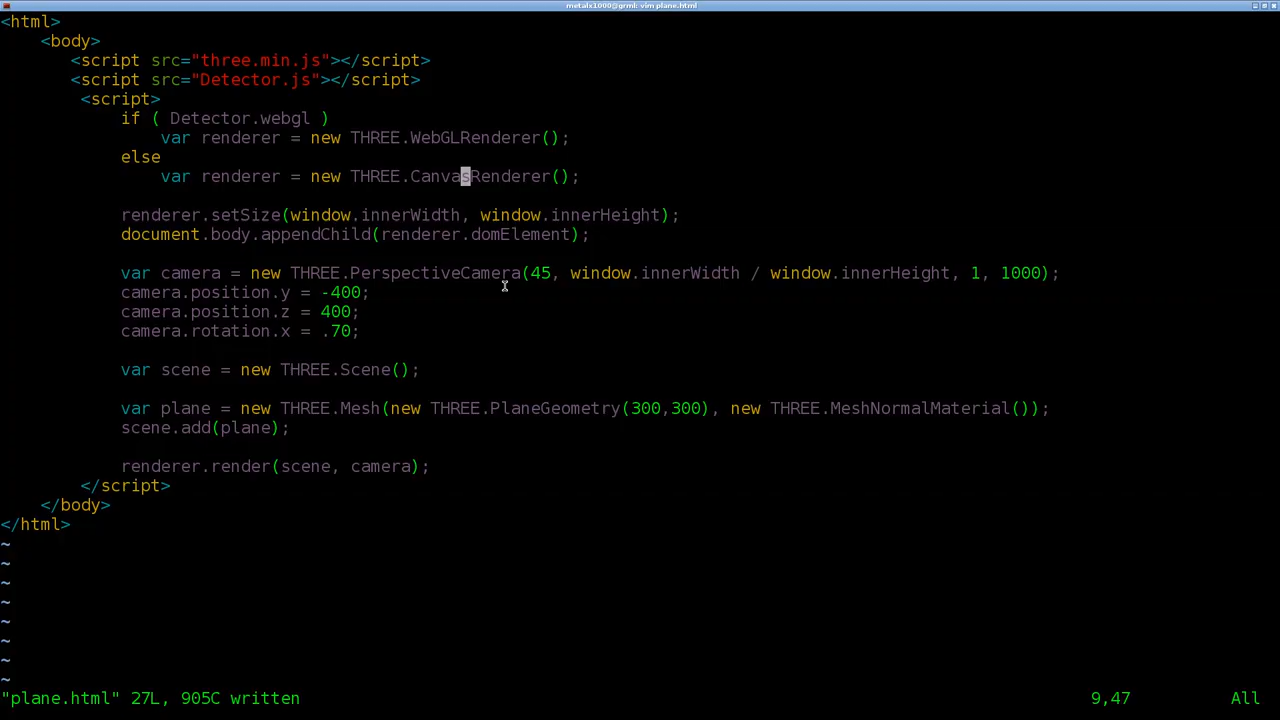 metalx1000@grml: vim plane.html
<html>
    <body>
       <script src="three.min.js"></script>
       <script src="Detector.js"></script>
        <script>
            if ( Detector.webgl )
                var renderer = new THREE.WebGLRenderer();
            else
                var renderer = new THREE.CanvasRenderer();

            renderer.setSize(window.innerWidth, window.innerHeight);
            document.body.appendChild(renderer.domElement);

            var camera = new THREE.PerspectiveCamera(45, window.innerWidth / window.innerHeight, 1, 1000);
            camera.position.y = -400;
            camera.position.z = 400;
            camera.rotation.x = .70;

            var scene = new THREE.Scene();

            var plane = new THREE.Mesh(new THREE.PlaneGeometry(300,300), new THREE.MeshNormalMaterial());
            scene.add(plane);

            renderer.render(scene, camera);
        </script>
    </body>
</html>
~
~
~
~
~
~
~
~
"plane.html" 27L, 905C written 9,47 All